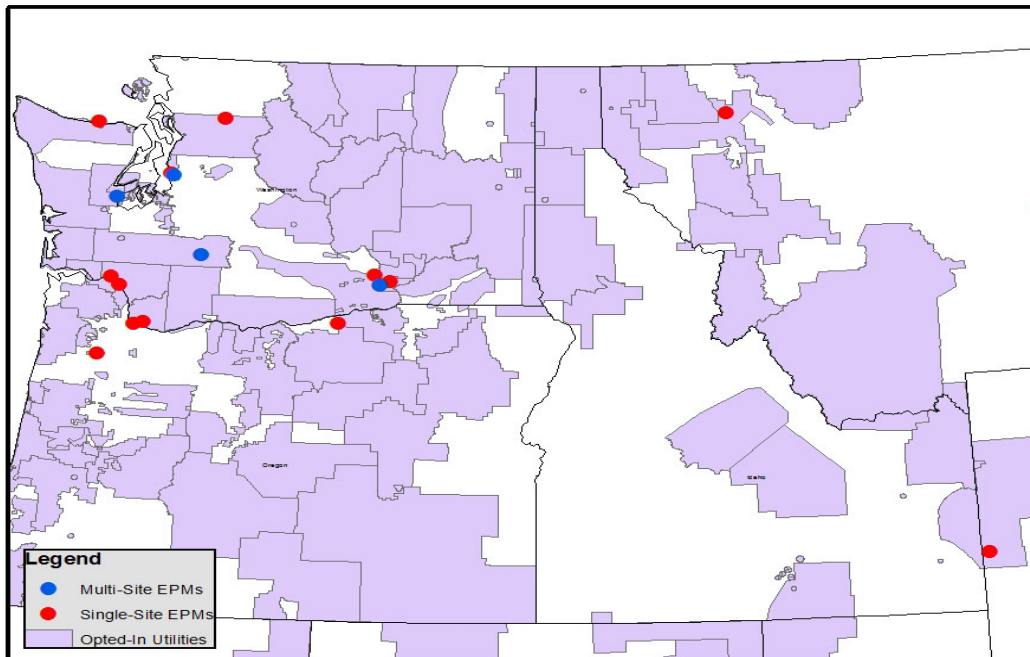 Washington
Oregon
Idaho
Legend
Multi-Site EPMs
Single-Site EPMs
Opted-In Utilities